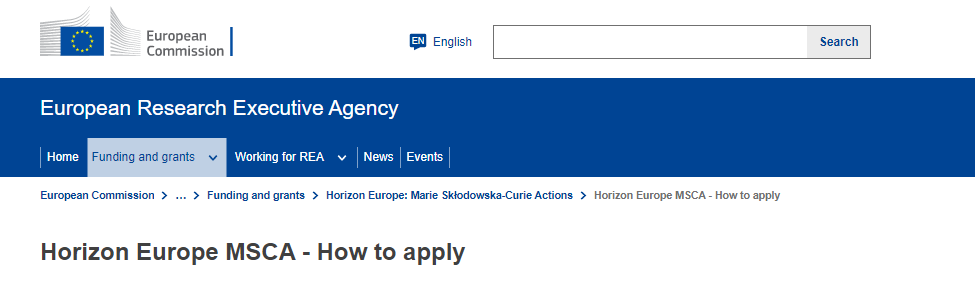 European
Commission
EN English
Search
European Research Executive Agency
Home Funding and grants Working for REA News Events
European Commission > ... > Funding and grants > Horizon Europe: Marie Skłodowska-Curie Actions > Horizon Europe MSCA - How to apply
Horizon Europe MSCA - How to apply